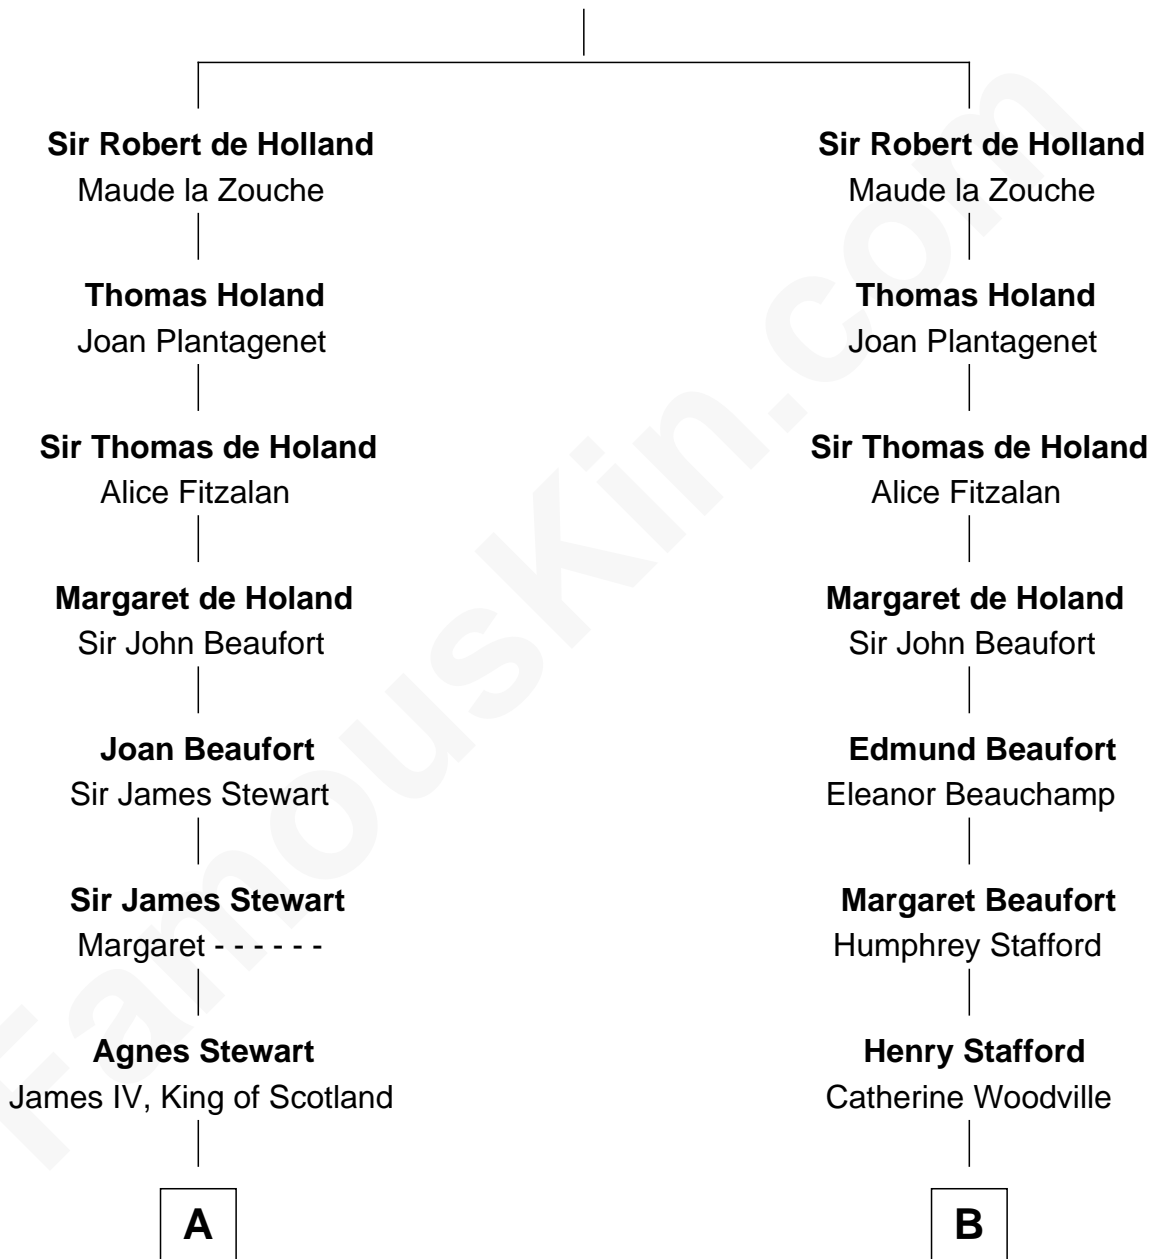 Sir Robert de Holland
Maude la Zouche
Thomas Holand
Joan Plantagenet
Sir Thomas de Holand
Alice Fitzalan
Margaret de Holand
Sir John Beaufort
Joan Beaufort
Sir James Stewart
Sir James Stewart
Margaret - - - - - -
Agnes Stewart
James IV, King of Scotland
A
Sir Robert de Holland
Maude la Zouche
Thomas Holand
Joan Plantagenet
Sir Thomas de Holand
Alice Fitzalan
Margaret de Holand
Sir John Beaufort
Edmund Beaufort
Eleanor Beauchamp
Margaret Beaufort
Humphrey Stafford
Henry Stafford
Catherine Woodville
B
FamousKin.com